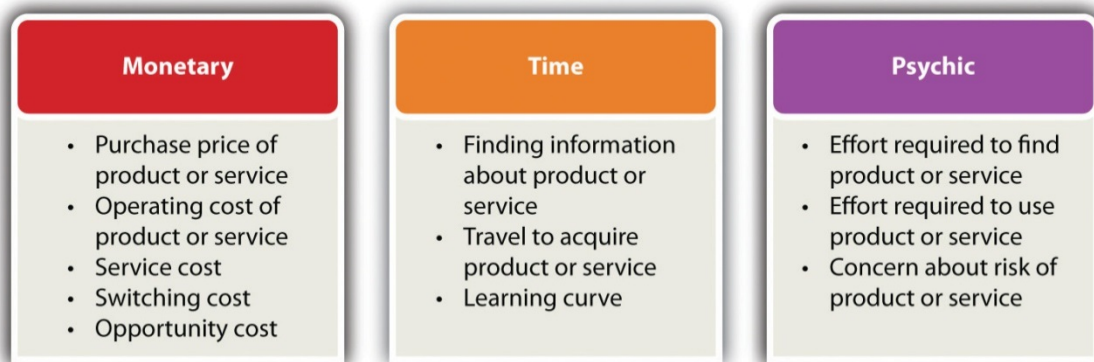 Monetary
• Purchase price of
product or service
• Operating cost of
product or service
• Service cost
• Switching cost
• Opportunity cost
Time
• Finding information
about product or
service
• Travel to acquire
product or service
• Learning curve
Psychic
• Effort required to find
product or service
• Effort required to use
product or service
• Concern about risk of
product or service